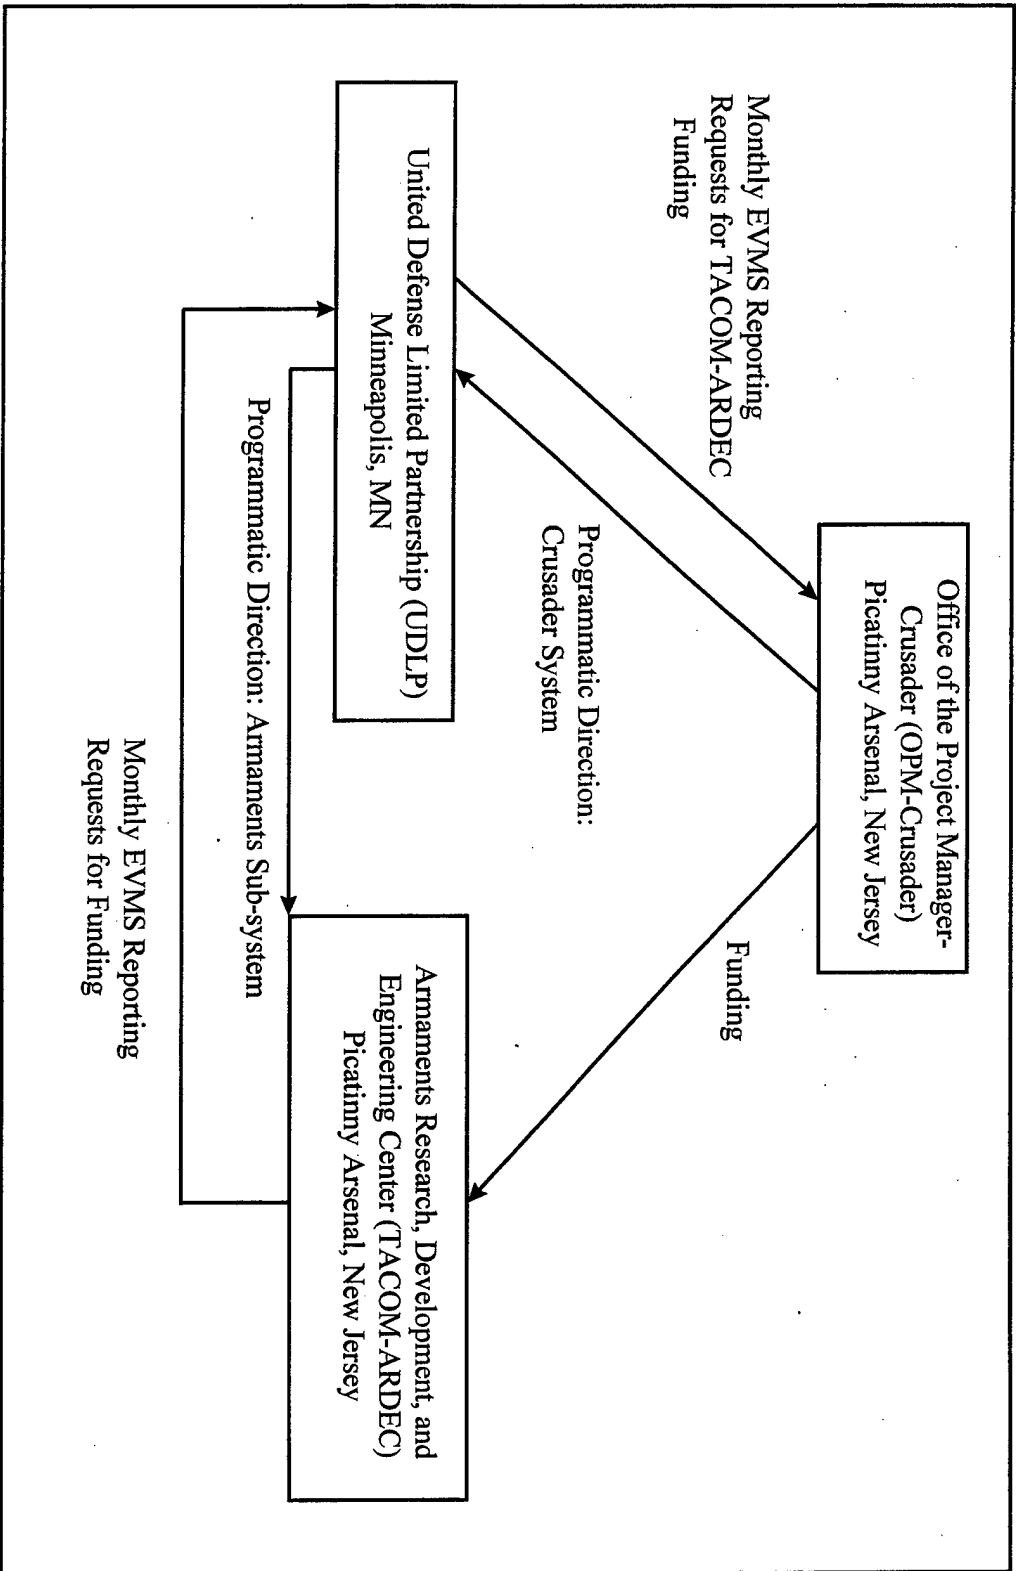 Office of the Project Manager-
Crusader (OPM-Crusader)
Picatinny Arsenal, New Jersey
Monthly EVMS Reporting
Requests for TACOM-ARDEC
Funding
Programmatic Direction:
Crusader System
Funding
United Defense Limited Partnership (UDLP)
Minneapolis, MN
Armaments Research, Development, and
Engineering Center (TACOM-ARDEC)
Picatinny Arsenal, New Jersey
Programmatic Direction: Armaments Sub-system
Monthly EVMS Reporting
Requests for Funding